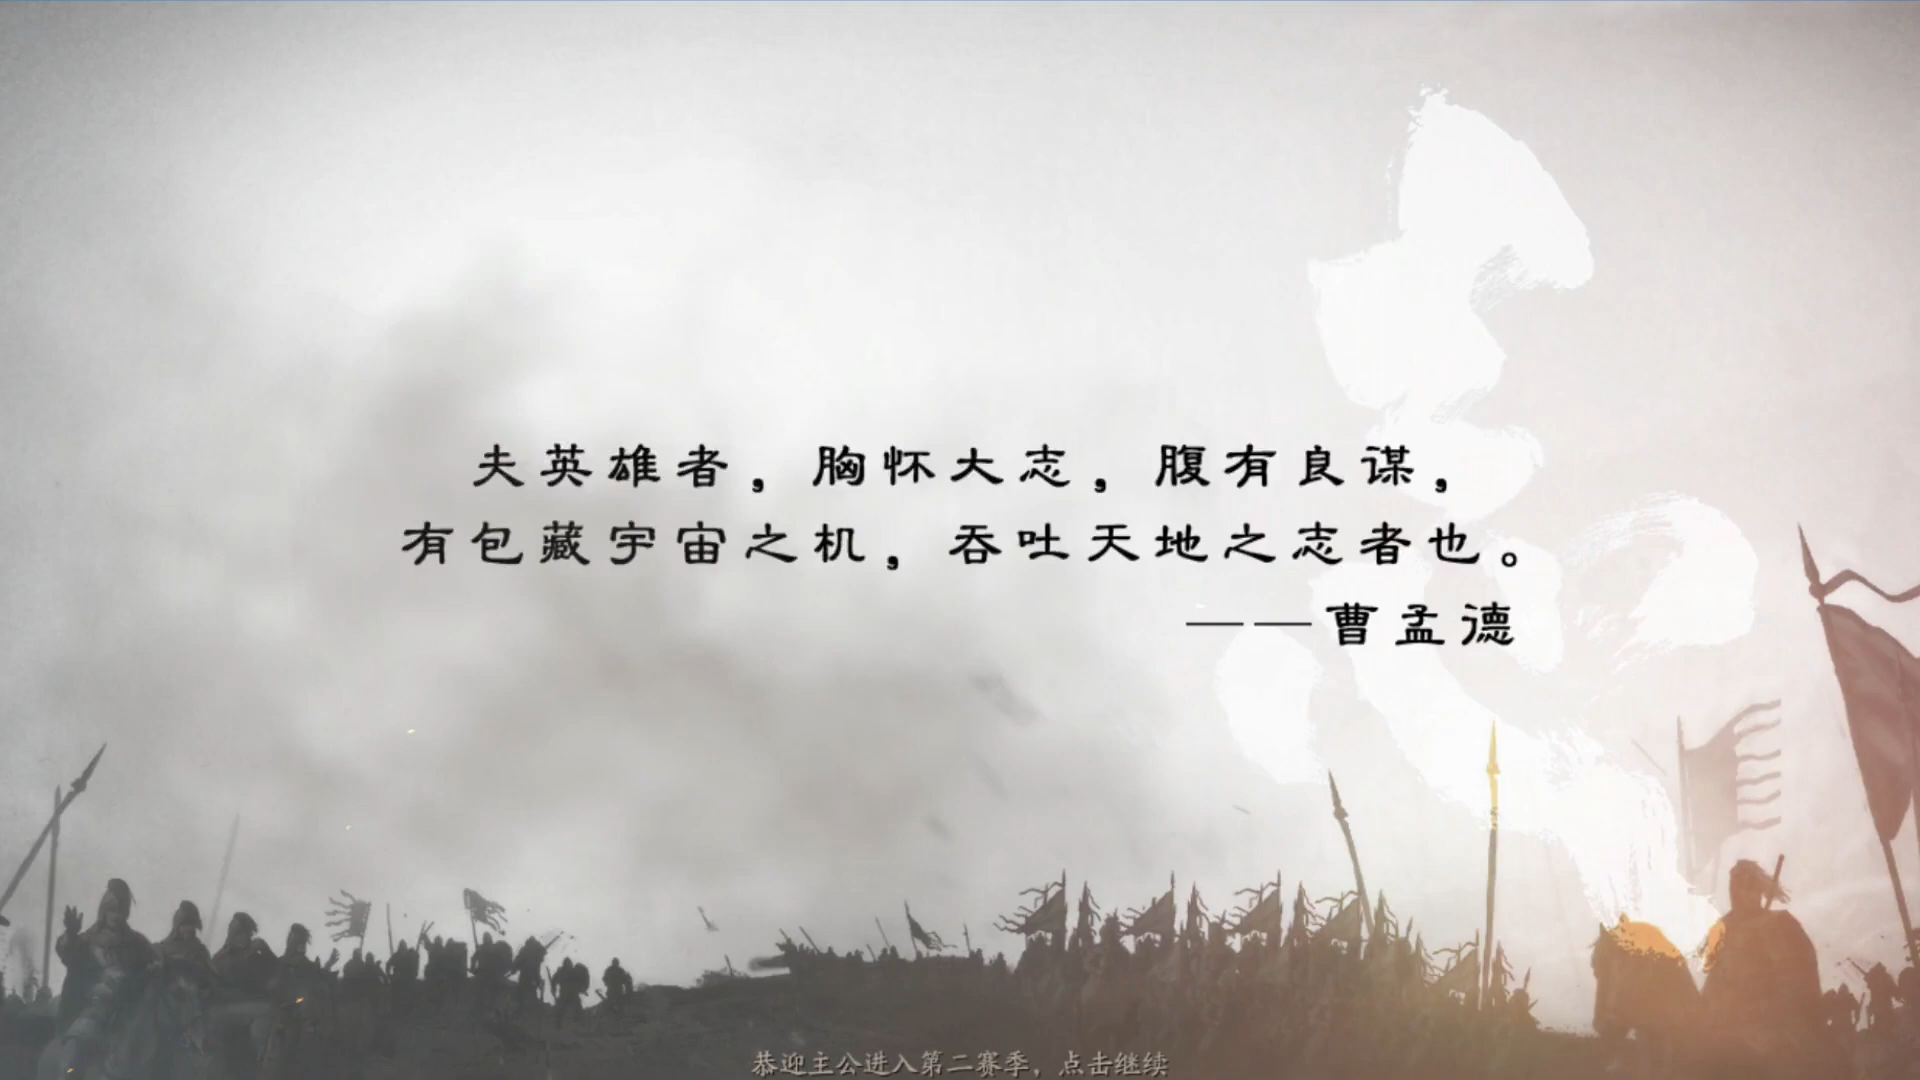 夫英雄者，胸怀大志，腹有良谋，
有包藏宇宙之机，吞吐天地之志者也。
——曹孟德
恭迎主公进入第二赛季，点击继续